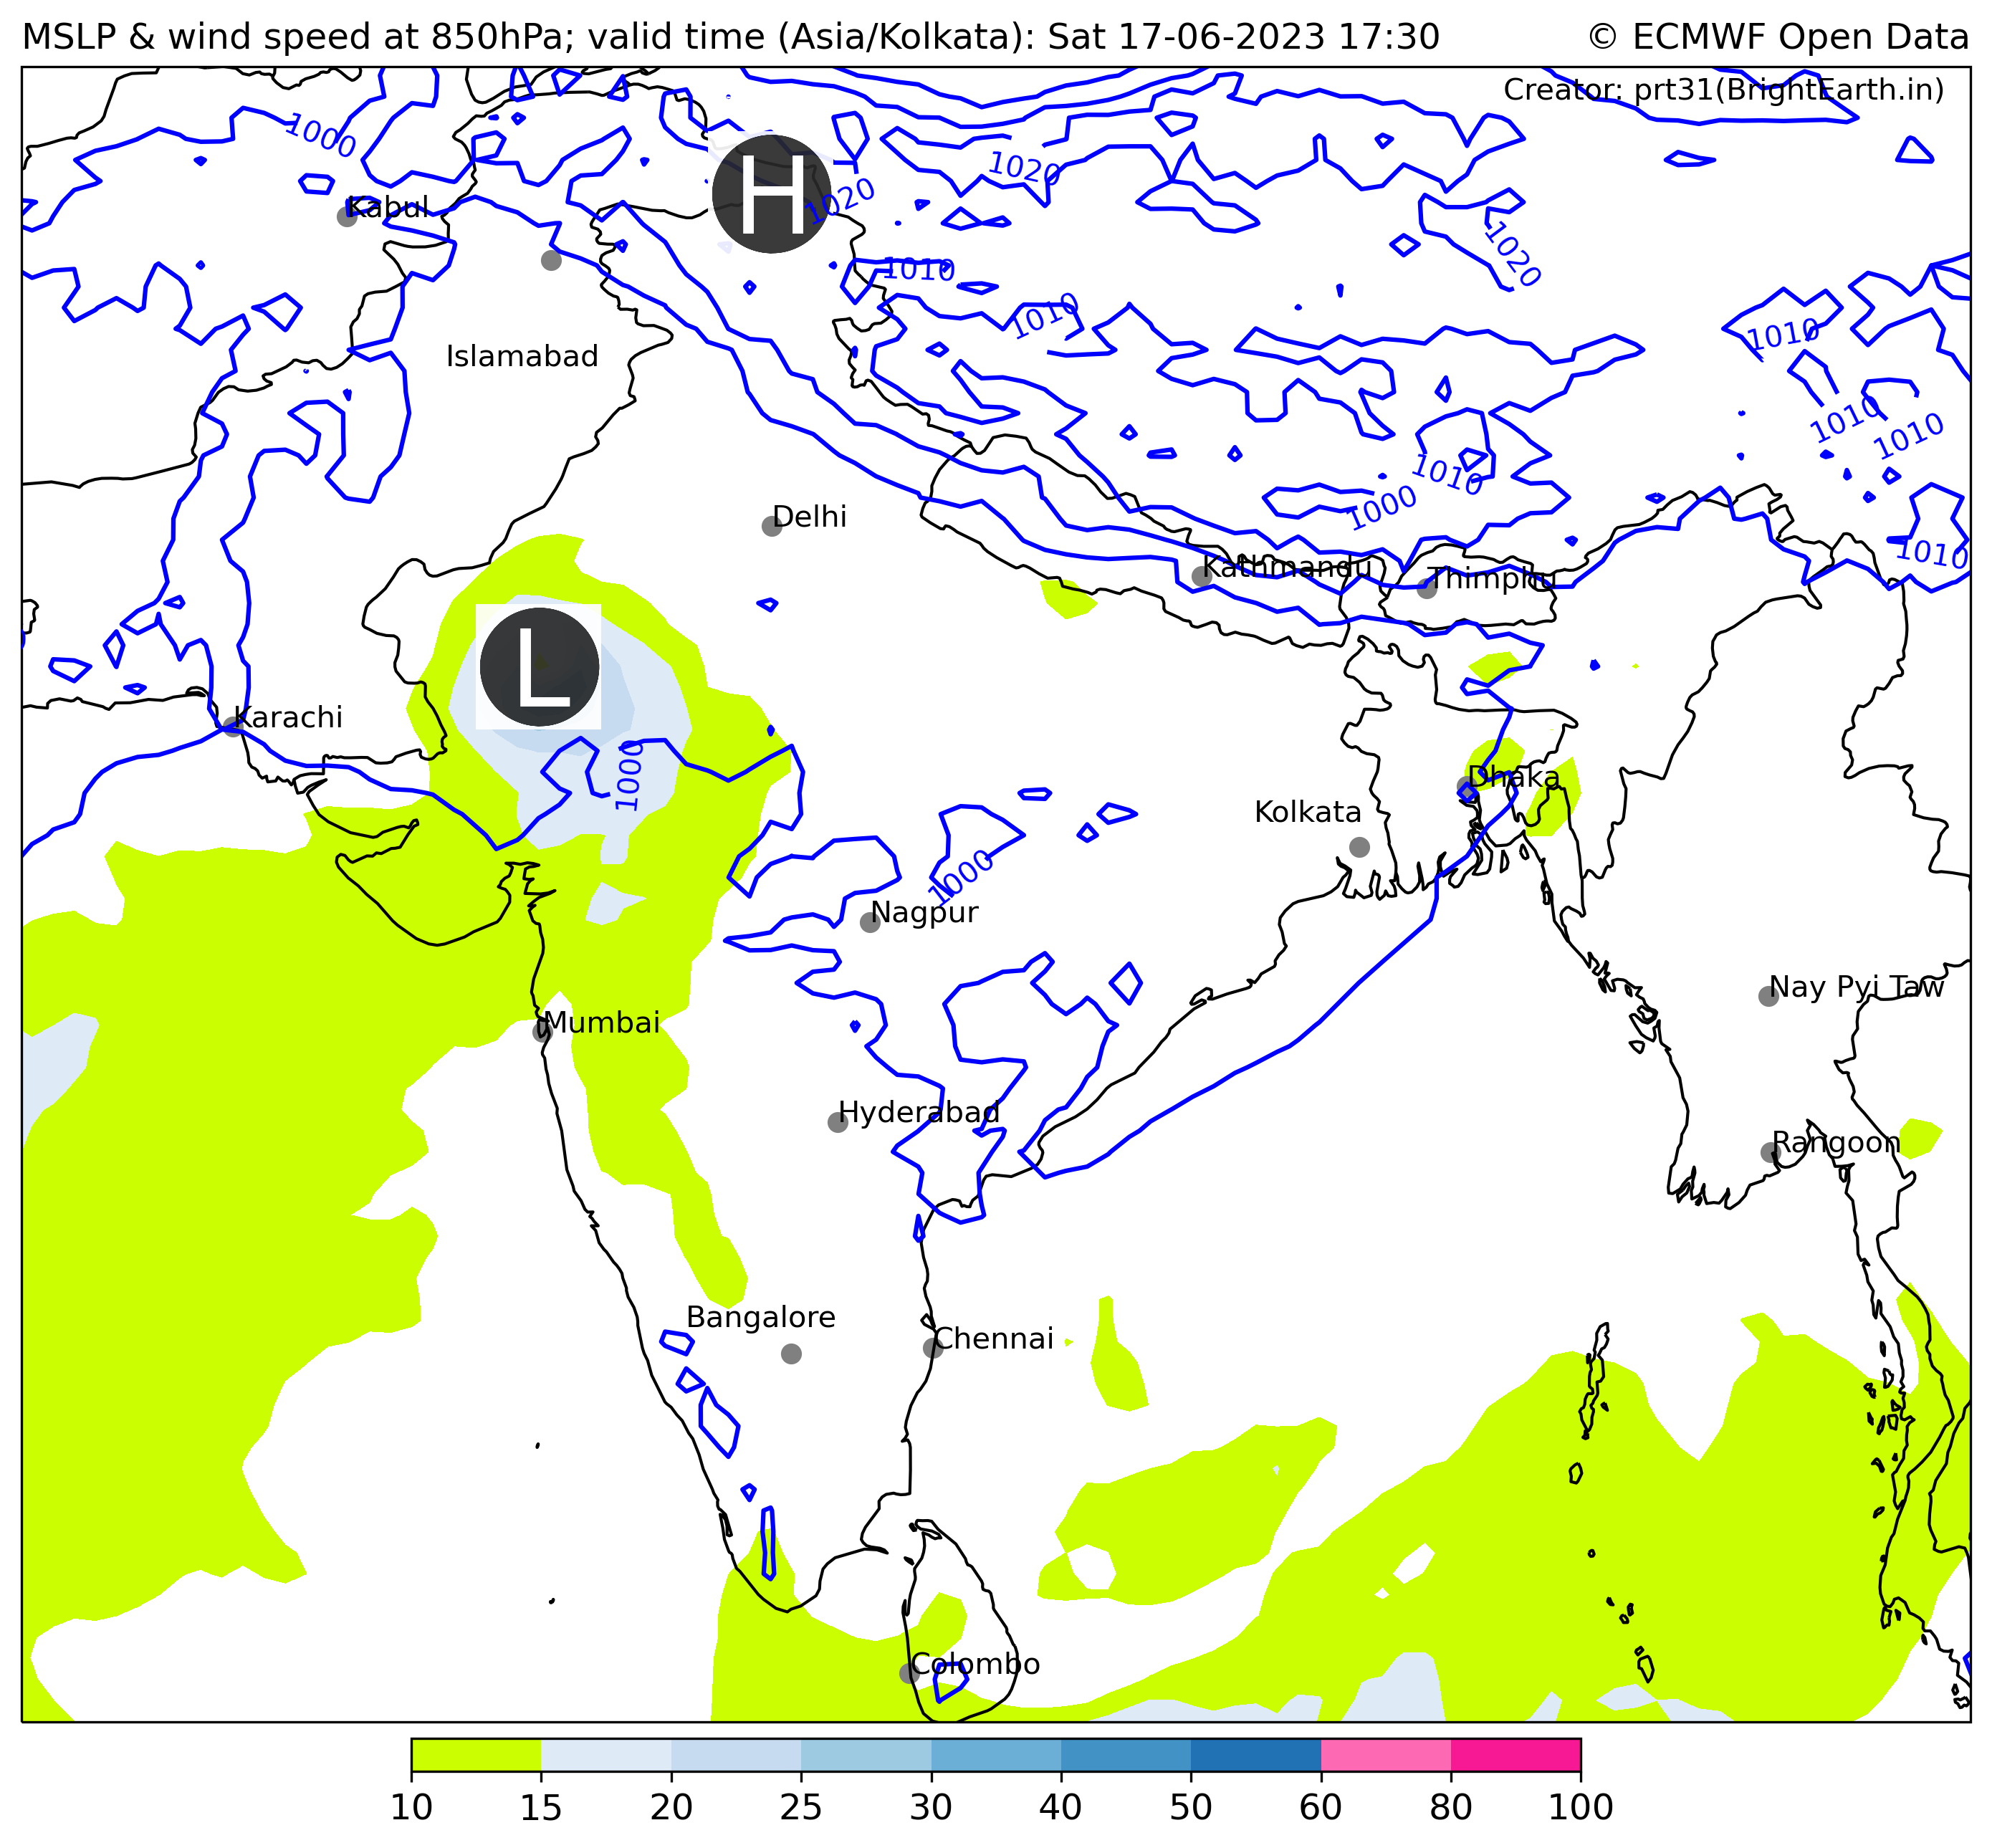 MSLP & wind speed at 850hPa; valid time (Asia/Kolkata): Sat 17-06-2023 17:30
© ECMWF Open Data
Creator: prt31(BrightEarth.in)
1000
1020
H
1020
Kabul
1020
1010
1010
1010
Islamabad
1010
1010
1010
1000
Delhi
1010
Kathmandu
Thimphu
L
Karachi
1000
Dhaka
Kolkata
1000
Nagpur
Nay Pyi Taw
Mumbai
Hyderabad
Rangoon
Bangalore
Chennai
Colombo
10 15 20 25 30 40 50 60 80 100